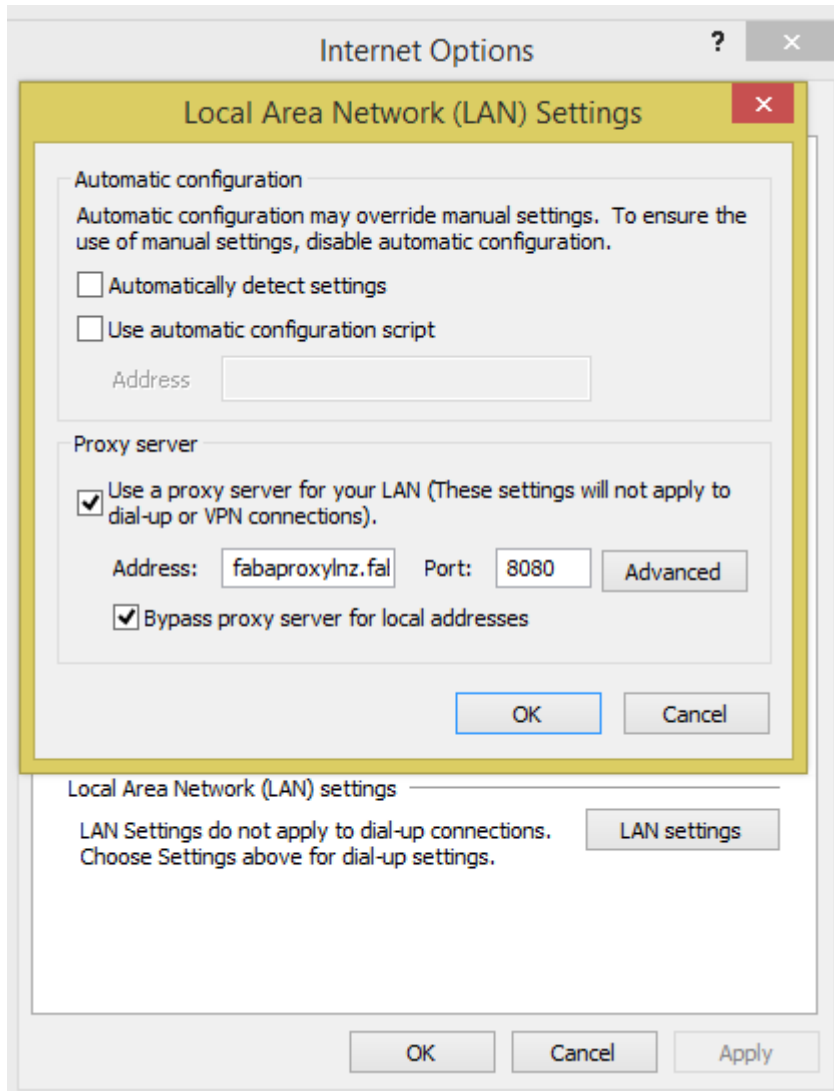 Internet Options
?
×
Local Area Network (LAN) Settings
×
Automatic configuration
Automatic configuration may override manual settings. To ensure the
use of manual settings, disable automatic configuration.
Automatically detect settings
Use automatic configuration script
Address
Proxy server
Use a proxy server for your LAN (These settings will not apply to
dial-up or VPN connections).
Address: fabaproxylnz.fal Port: 8080 Advanced
Bypass proxy server for local addresses
OK Cancel
Local Area Network (LAN) settings
LAN Settings do not apply to dial-up connections. LAN settings
Choose Settings above for dial-up settings.
OK Cancel Apply